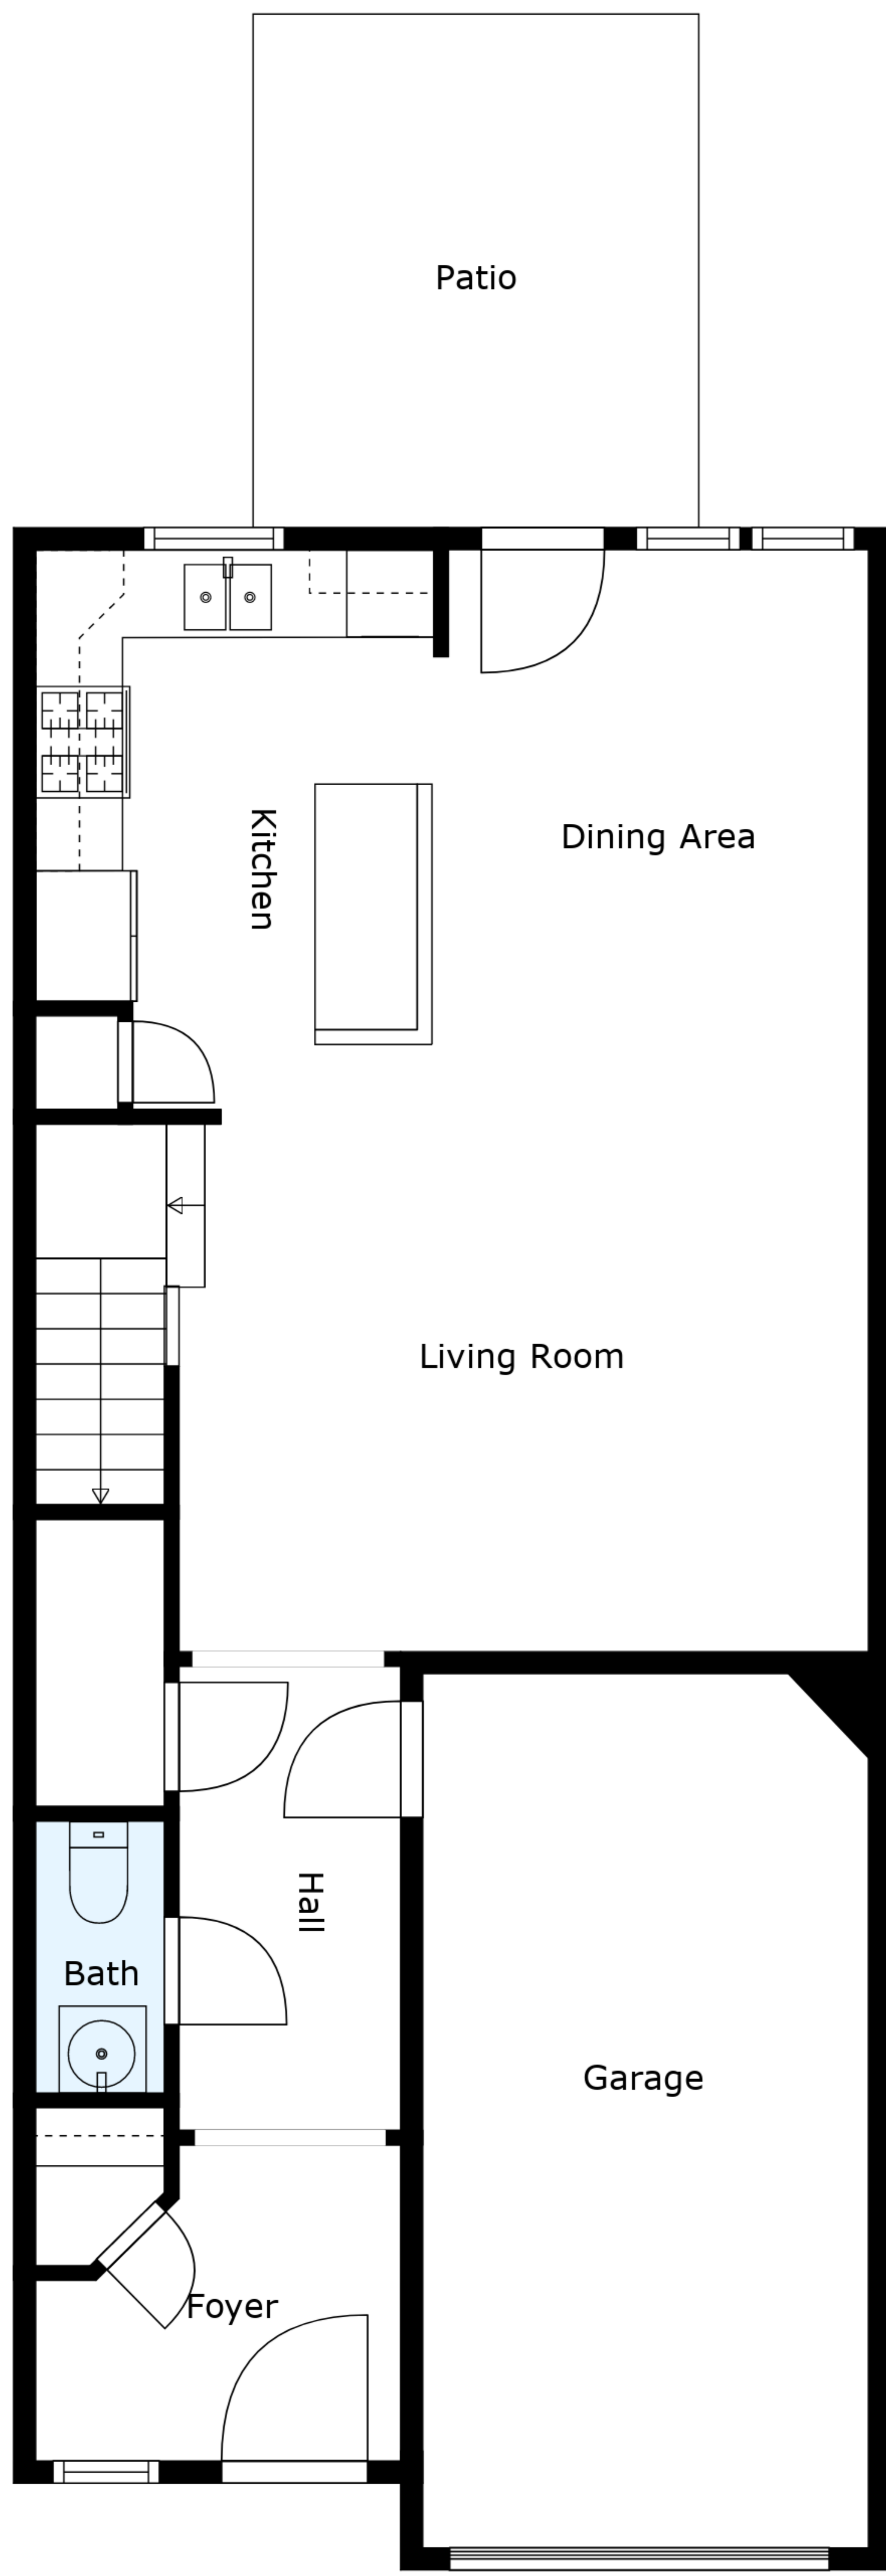 Patio
Dining Area
Kitchen
Living Room
Hall
Bath
Garage
Foyer